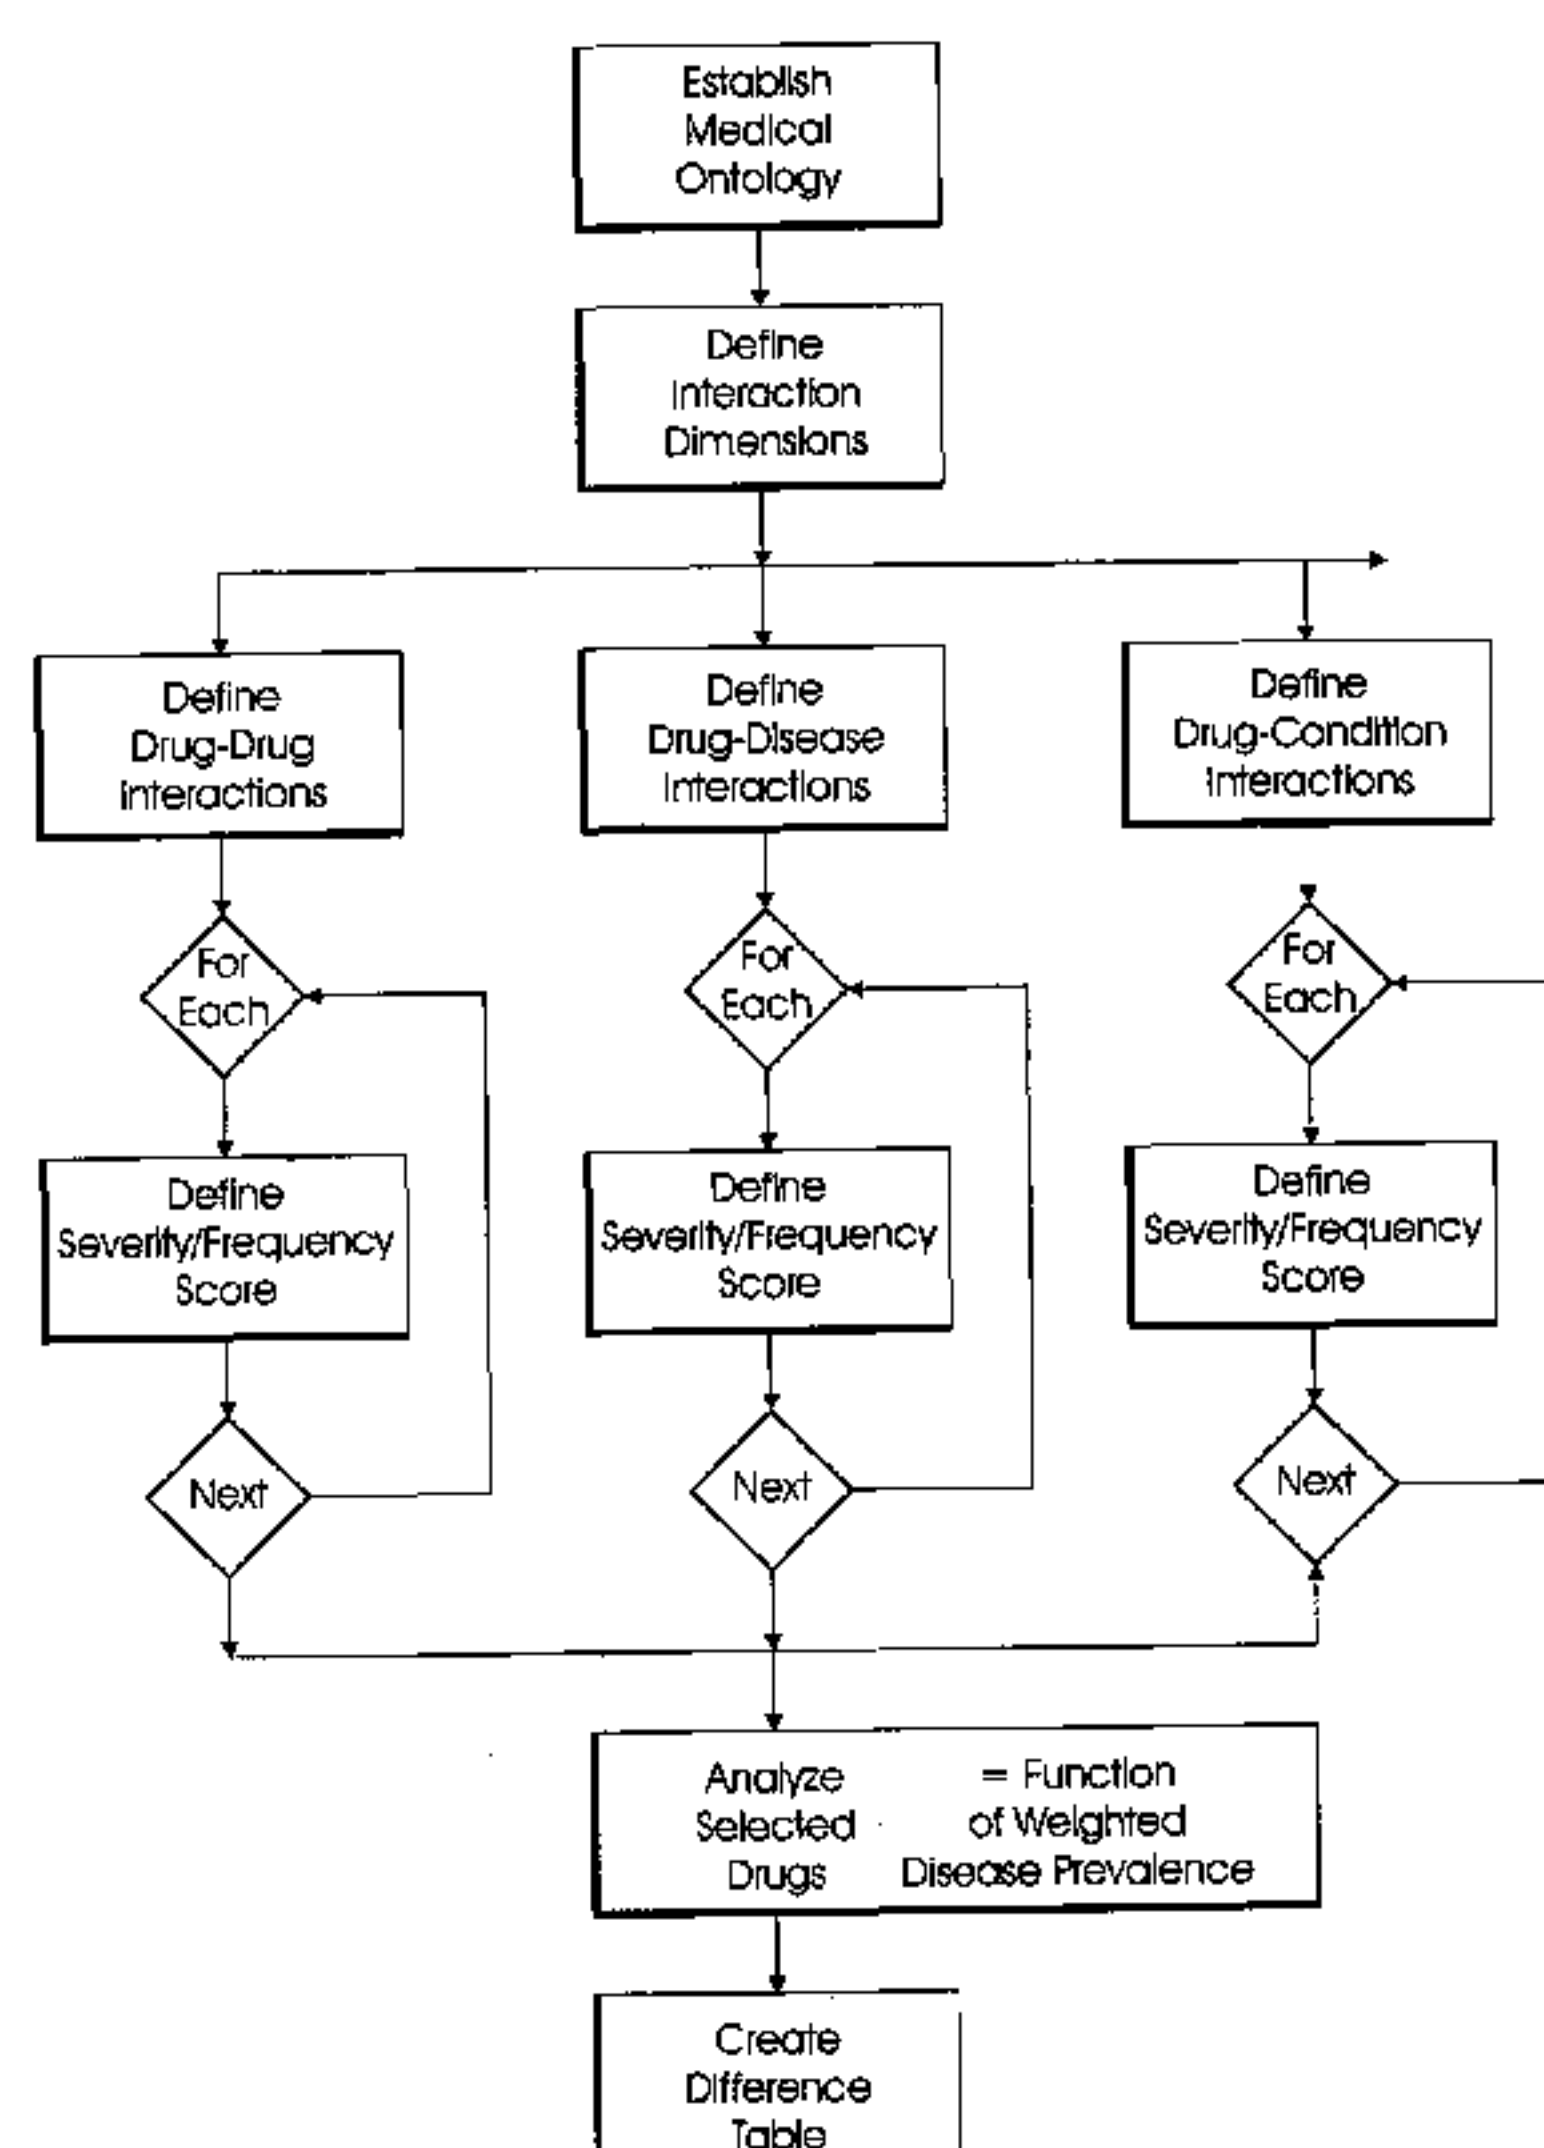 Establish
Medical
Ontology
Define
Interaction
Dimensions
Define
Drug-Drug
Interactions
Define
Drug-Disease
Interactions
Define
Drug-Condition
Interactions
For
Each
For
Each
For
Each
Define
Severity/Frequency
Score
Define
Severity/Frequency
Score
Define
Severity/Frequency
Score
Next
Next
Next
Analyze
Selected
Drugs
= Function
of Weighted
Disease Prevalence
Create
Difference
Table